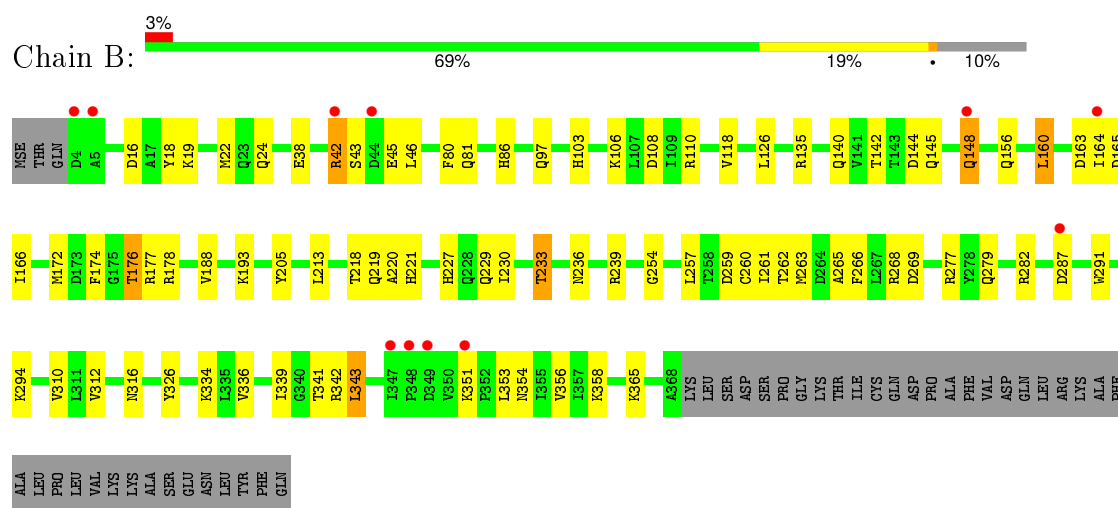 3%
Chain B:
69% 19% • 10%
MSE THR GLN D4 A5 D16 A17 Y18 K19 M22 Q23 Q24 E38 R42 S43 D44 E45 L46 F80 Q81 H86 Q97 H103 K106 L107 D108 I109 R110 V118 L126 R135 Q140 V141 T142 T143 D144 Q145 Q148 Q156 L160 D163 I164 D165
I166 M172 D173 F174 G175 T176 R177 R178 V188 K193 Y205 L213 T218 Q219 A220 H221 H227 Q228 Q229 I230 T233 N236 R239 G254 L257 T258 D259 C260 I261 T262 M263 D264 A265 F266 L267 R268 D269 R277 Y278 Q279 R282 D287 W291
K294 V310 L311 V312 N316 Y326 K334 L335 V336 I339 G340 T341 R342 L343 I347 P348 D349 V350 K351 P352 L353 N354 I355 V356 I357 K358 K365 A368 LYS LEU SER ASP SER PRO GLY LYS THR ILE CYS GLN ASP PRO ALA PHE VAL ASP GLN LEU ARG LYS ALA PHE
ALA LEU PRO LEU VAL LYS LYS ALA SER GLU ASN LEU TYR PHE GLN